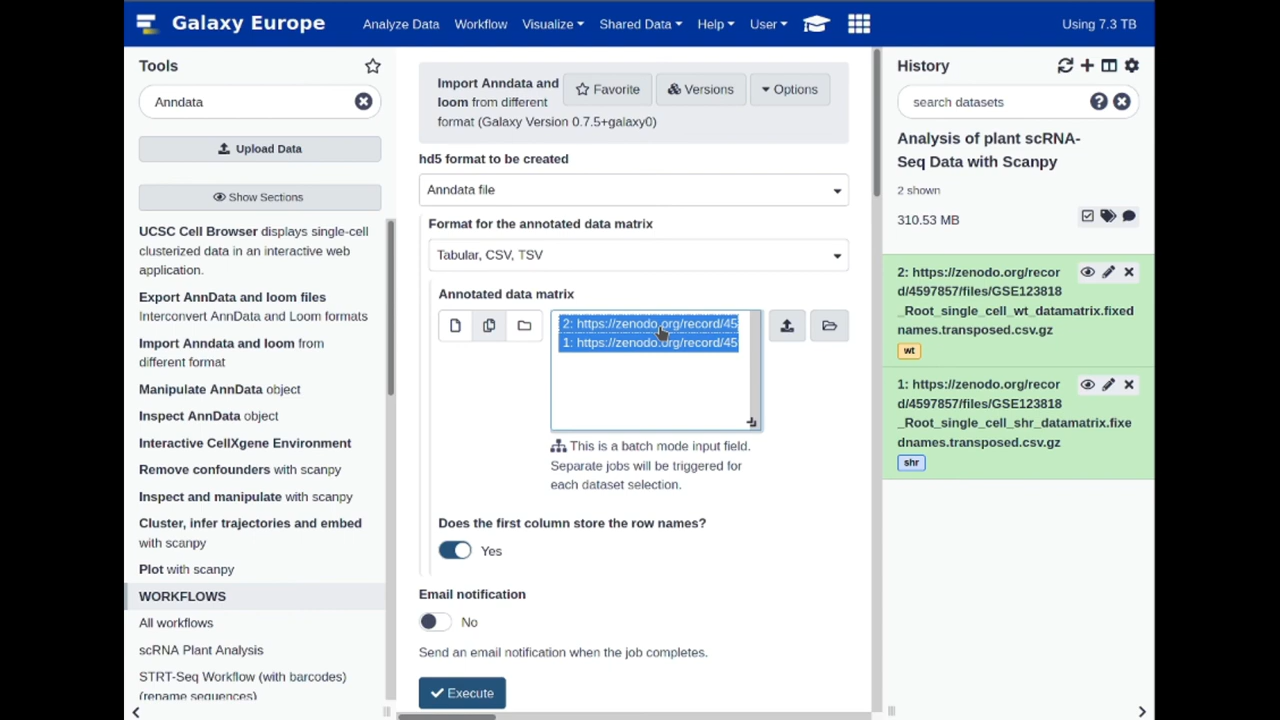 Galaxy Europe
Analyze Data Workflow Visualize Shared Data Help User
Using 7.3 TB
Tools
Anndata
Upload Data
Show Sections
UCSC Cell Browser displays single-cell
clusterized data in an interactive web
application.
Export AnnData and loom files
Interconvert AnnData and Loom formats
Import Anndata and loom from
different format
Manipulate AnnData object
Inspect AnnData object
Interactive CellXgene Environment
Remove confounders with scanpy
Inspect and manipulate with scanpy
Cluster, infer trajectories and embed
with scanpy
Plot with scanpy
WORKFLOWS
All workflows
scRNA Plant Analysis
STRT-Seq Workflow (with barcodes)
(rename sequences)
Import Anndata and
loom from different
format (Galaxy Version 0.7.5+galaxy0)
Favorite
Versions
Options
hd5 format to be created
Anndata file
Format for the annotated data matrix
Tabular, CSV, TSV
Annotated data matrix
2: https://zenodo.org/record/45
1: https://zenodo.org/record/45
This is a batch mode input field.
Separate jobs will be triggered for
each dataset selection.
Does the first column store the row names?
Yes
Email notification
No
Send an email notification when the job completes.
Execute
History
search datasets
Analysis of plant scRNA-
Seq Data with Scanpy
2 shown
310.53 MB
2: https://zenodo.org/recor
d/4597857/files/GSE123818
_Root_single_cell_wt_datamatrix.fixed
names.transposed.csv.gz
wt
1: https://zenodo.org/recor
d/4597857/files/GSE123818
_Root_single_cell_shr_datamatrix.fixe
dnames.transposed.csv.gz
shr